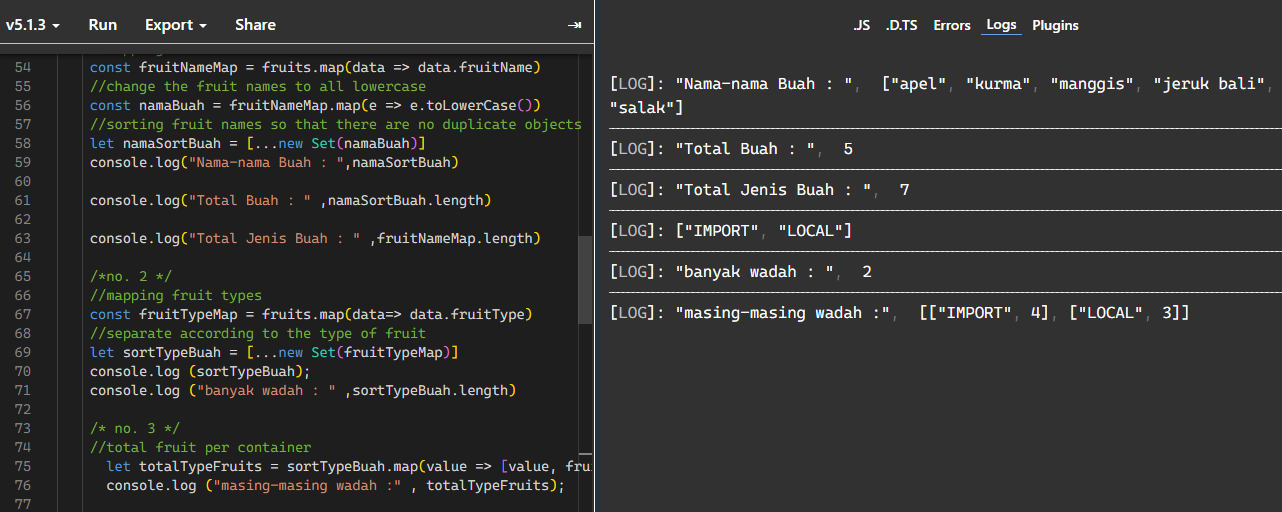 v5.1.3 Run Export Share
.JS .D.TS Errors Logs Plugins
54 const fruitNameMap = fruits.map(data => data.fruitName)
55 //change the fruit names to all lowercase
56 const namaBuah = fruitNameMap.map(e => e.toLowerCase())
57 //sorting fruit names so that there are no duplicate objects
58 let namaSortBuah = [...new Set(namaBuah)]
59 console.log("Nama-nama Buah : ",namaSortBuah)
60
61 console.log("Total Buah : " ,namaSortBuah.length)
62
63 console.log("Total Jenis Buah : " ,fruitNameMap.length)
64
65 /*no. 2 */
66 //mapping fruit types
67 const fruitTypeMap = fruits.map(data=> data.fruitType)
68 //separate according to the type of fruit
69 let sortTypeBuah = [...new Set(fruitTypeMap)]
70 console.log (sortTypeBuah);
71 console.log ("banyak wadah : " ,sortTypeBuah.length)
72
73 /* no. 3 */
74 //total fruit per container
75 let totalTypeFruits = sortTypeBuah.map(value => [value, fru
76 console.log ("masing-masing wadah :" , totalTypeFruits);
77
[LOG]: "Nama-nama Buah : ", ["apel", "kurma", "manggis", "jeruk bali",
"salak"]
[LOG]: "Total Buah : ", 5
[LOG]: "Total Jenis Buah : ", 7
[LOG]: ["IMPORT", "LOCAL"]
[LOG]: "banyak wadah : ", 2
[LOG]: "masing-masing wadah :", [["IMPORT", 4], ["LOCAL", 3]]